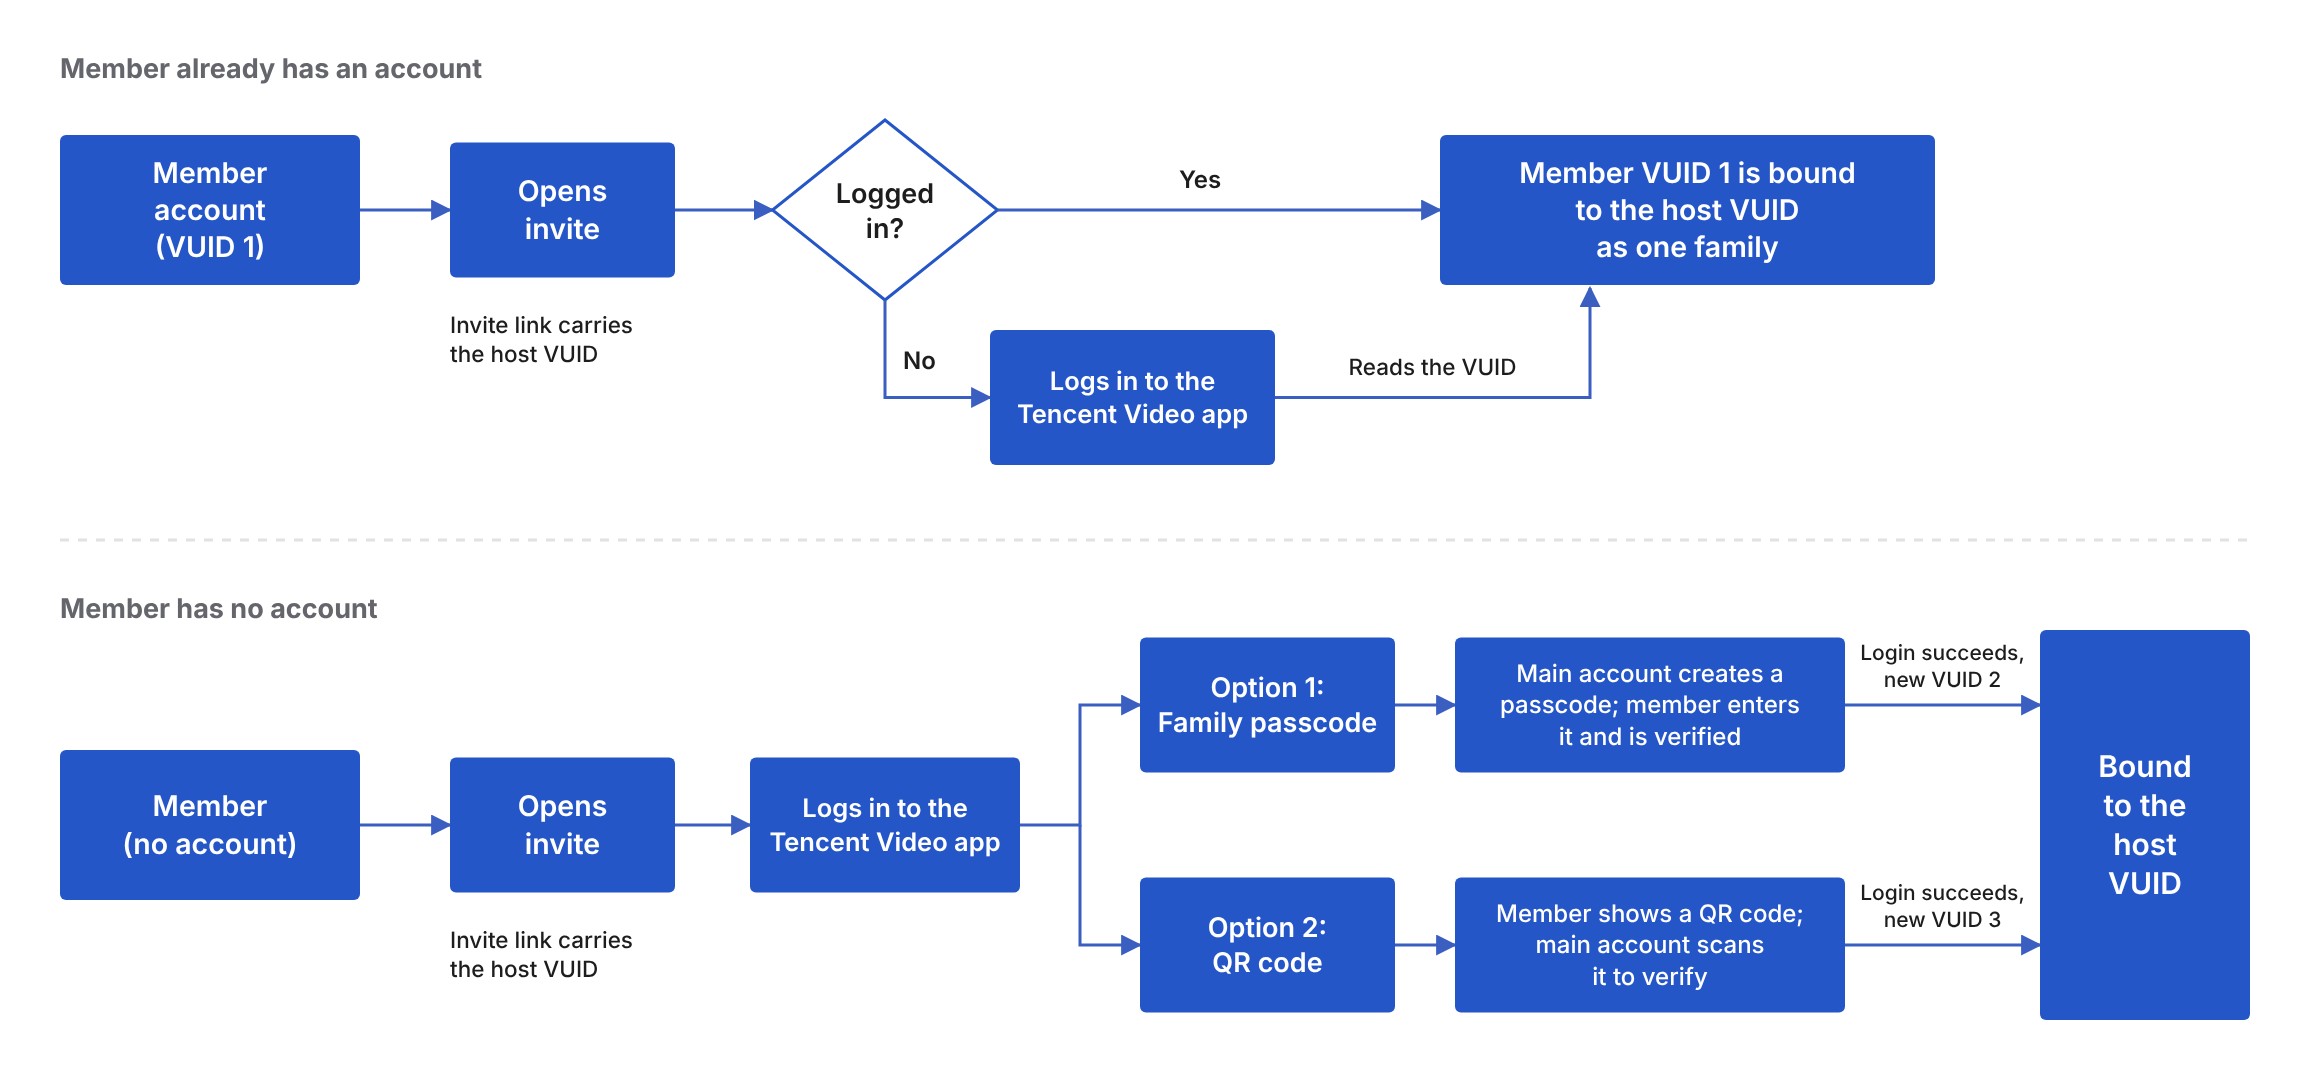 Member already has an account
Member
account
(VUID 1)
Opens
invite
Invite link carries
the host VUID
Logged
in?
Yes
No
Logs in to the
Tencent Video app
Reads the VUID
Member VUID 1 is bound
to the host VUID
as one family
Member has no account
Member
(no account)
Opens
invite
Invite link carries
the host VUID
Logs in to the
Tencent Video app
Option 1:
Family passcode
Main account creates a
passcode; member enters
it and is verified
Login succeeds,
new VUID 2
Option 2:
QR code
Member shows a QR code;
main account scans
it to verify
Login succeeds,
new VUID 3
Bound
to the
host
VUID